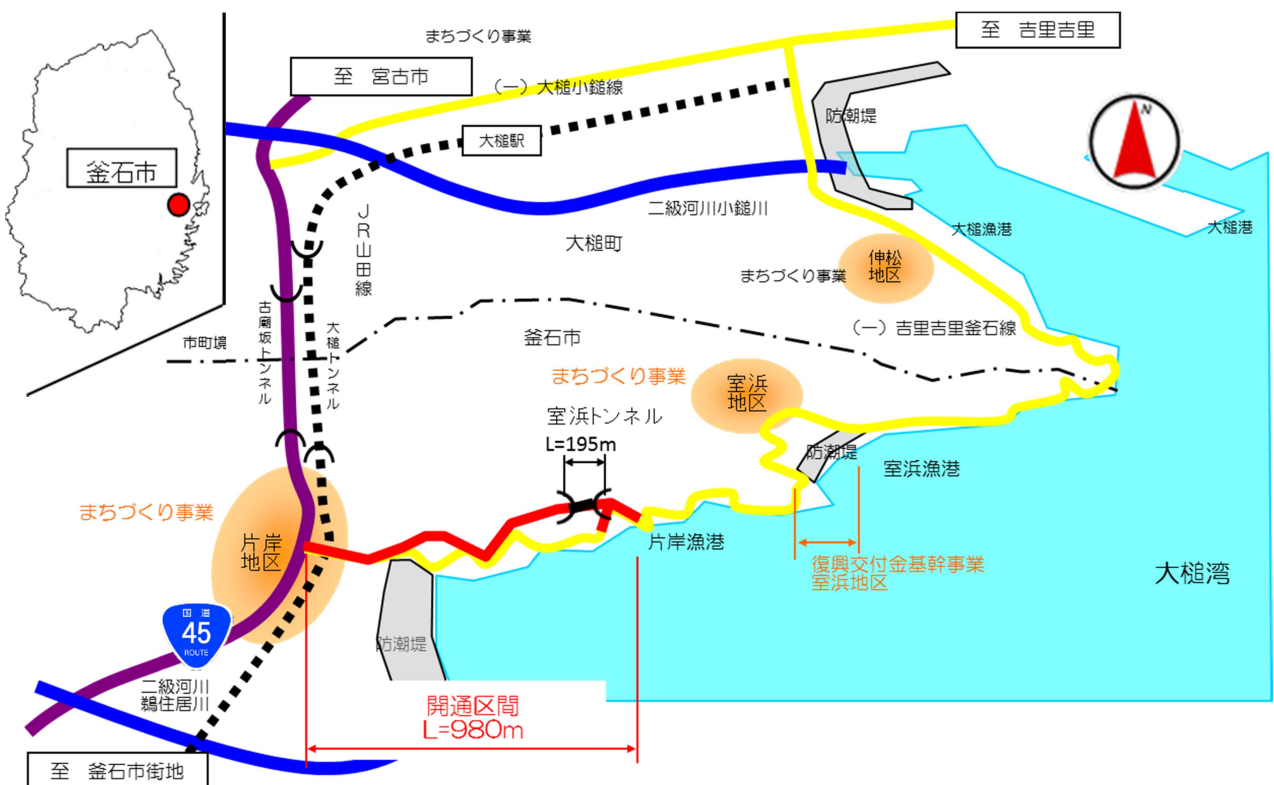 まちづくり事業
至 吉里吉里
至 宮古市
(一)大槌小鎚線
防潮堤
N
大槌駅
釜石市
二級河川小鎚川
JR山田線
大槌町
大槌漁港
大槌港
伸松
地区
まちづくり事業
古廟坂トンネル
大槌トンネル
(一)吉里吉里釜石線
市町境
釜石市
まちづくり事業
室浜
地区
室浜トンネル
L=195m
防潮堤
室浜漁港
まちづくり事業
片岸
地区
片岸漁港
復興交付金基幹事業
室浜地区
大槌湾
国道
45
ROUTE
防潮堤
二級河川
鵜住居川
開通区間
L=980m
至 釜石市街地